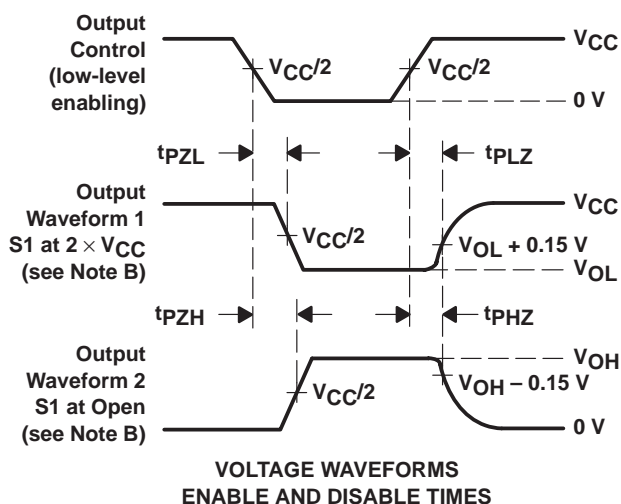 Output
Control
(low-level
enabling)
VCC
VCC/2
VCC/2
0 V
tPZL
tPLZ
Output
Waveform 1
S1 at 2 × VCC
(see Note B)
VCC
VCC/2
VOL + 0.15 V
VOL
tPZH
tPHZ
Output
Waveform 2
S1 at Open
(see Note B)
VOH
VCC/2
VOH – 0.15 V
0 V
VOLTAGE WAVEFORMS
ENABLE AND DISABLE TIMES